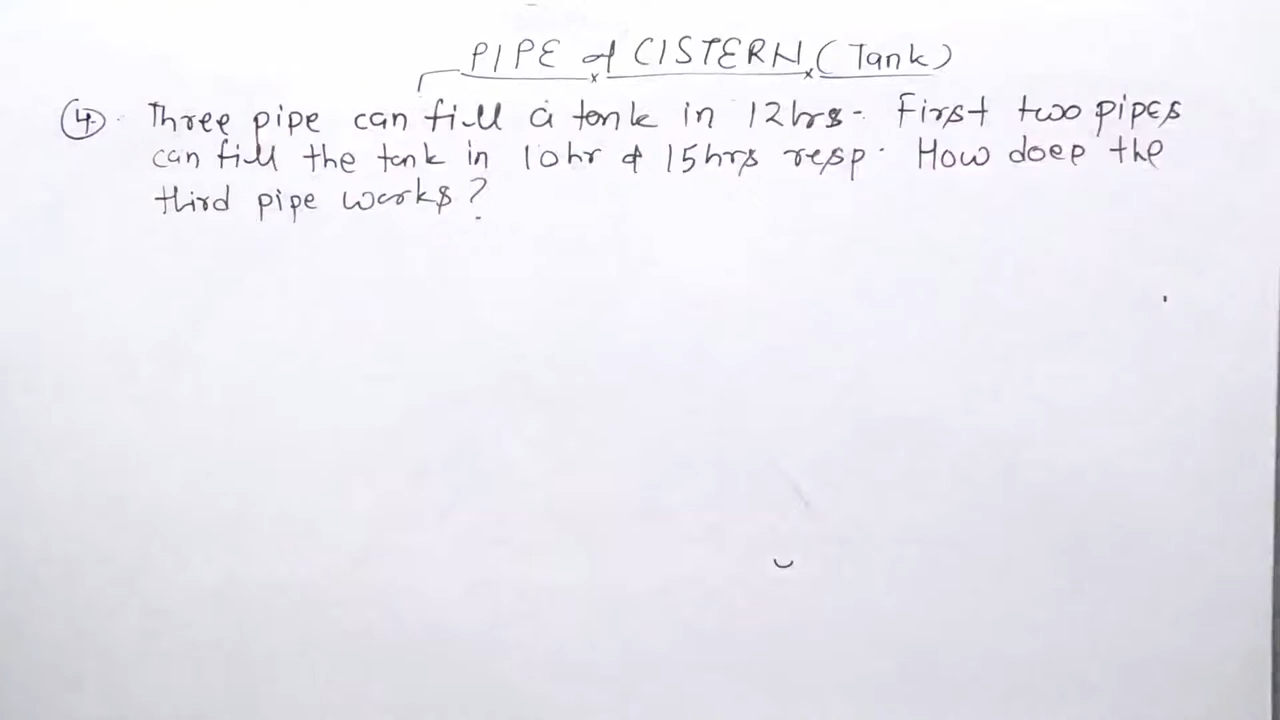 PIPE & CISTERN (Tank)
4. Three pipe can fill a tank in 12hrs. First two pipes
can fill the tank in 10hr & 15hrs resp. How does the
third pipe works?